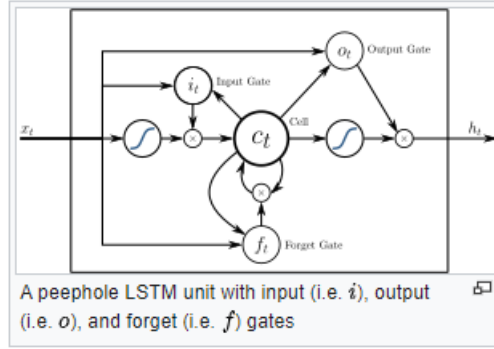 o_t Output Gate
i_t Input Gate
x_t
c_t Cell
h_t
×
×
×
f_t Forget Gate
A peephole LSTM unit with input (i.e. i), output
(i.e. o), and forget (i.e. f) gates